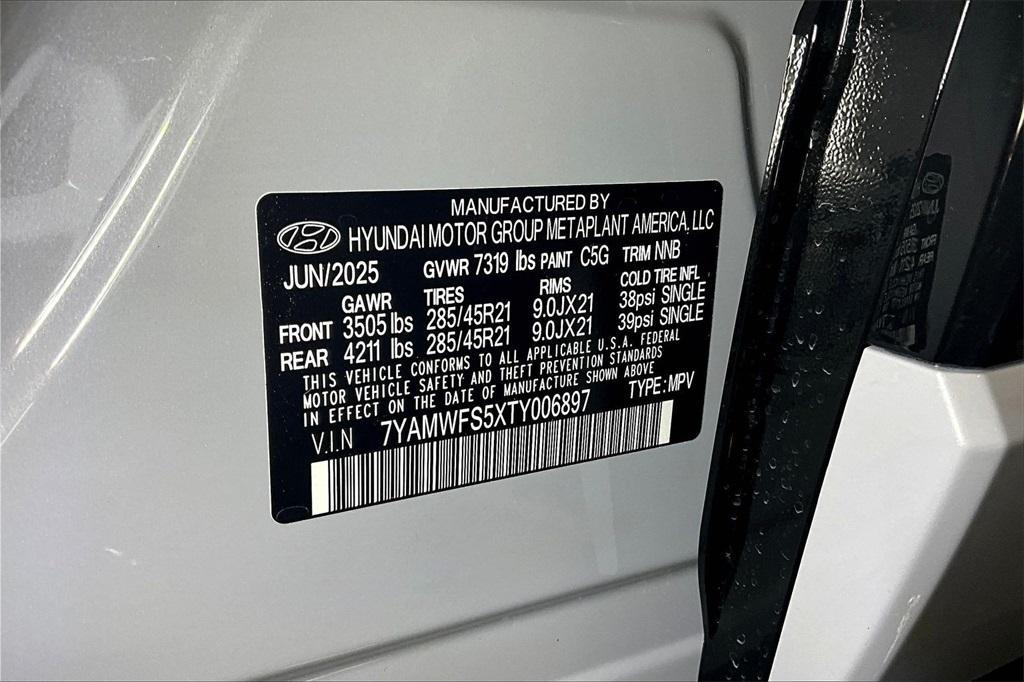 MANUFACTURED BY
HYUNDAI MOTOR GROUP METAPLANT AMERICA, LLC
JUN/2025 GVWR 7319 lbs PAINT C5G TRIM NNB
GAWR TIRES RIMS COLD TIRE INFL
FRONT 3505 lbs 285/45R21 9.0JX21 38psi SINGLE
REAR 4211 lbs 285/45R21 9.0JX21 39psi SINGLE
THIS VEHICLE CONFORMS TO ALL APPLICABLE U.S.A. FEDERAL
MOTOR VEHICLE SAFETY AND THEFT PREVENTION STANDARDS
IN EFFECT ON THE DATE OF MANUFACTURE SHOWN ABOVE
V.I.N 7YAMWFS5XTY006897 TYPE: MPV